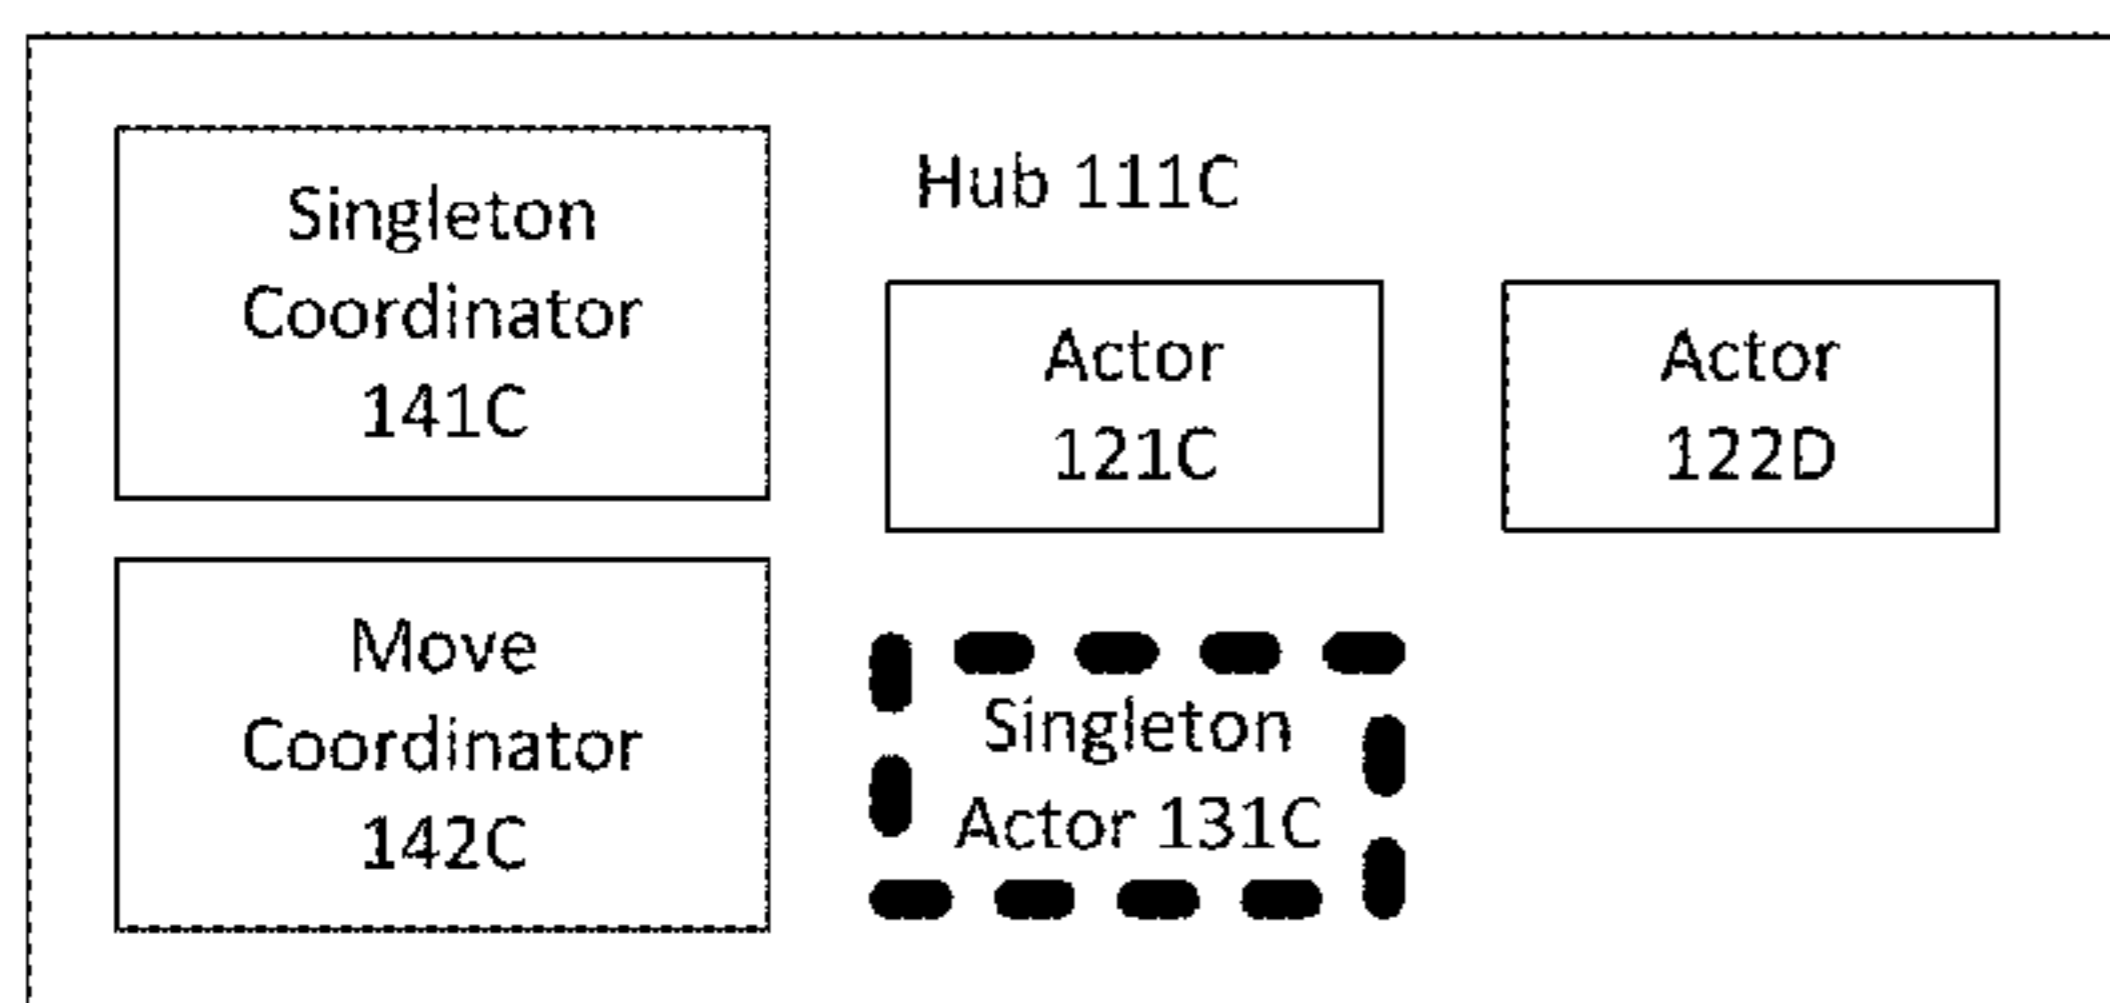 Singleton
Coordinator
141C
Hub 111C
Actor
121C
Actor
122D
Move
Coordinator
142C
Singleton
Actor 131C